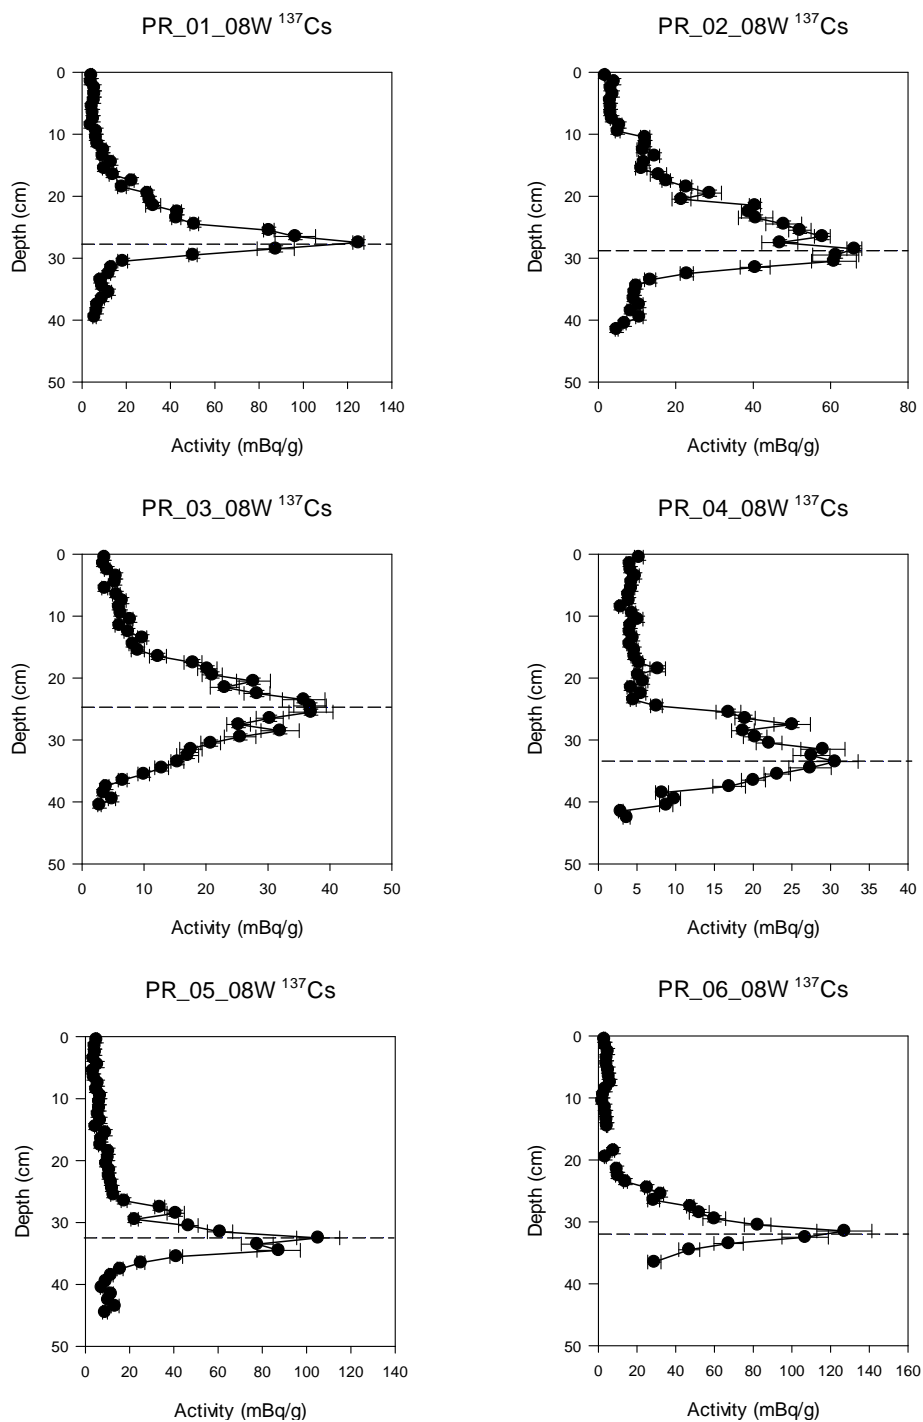 PR_01_08W ¹³⁷Cs
Depth (cm)
0
10
20
30
40
50
0 20 40 60 80 100 120 140
Activity (mBq/g)
PR_02_08W ¹³⁷Cs
Depth (cm)
0
10
20
30
40
50
0 20 40 60 80
Activity (mBq/g)
PR_03_08W ¹³⁷Cs
Depth (cm)
0
10
20
30
40
50
0 10 20 30 40 50
Activity (mBq/g)
PR_04_08W ¹³⁷Cs
Depth (cm)
0
10
20
30
40
50
0 5 10 15 20 25 30 35 40
Activity (mBq/g)
PR_05_08W ¹³⁷Cs
Depth (cm)
0
10
20
30
40
50
0 20 40 60 80 100 120 140
Activity (mBq/g)
PR_06_08W ¹³⁷Cs
Depth (cm)
0
10
20
30
40
50
0 20 40 60 80 100 120 140 160
Activity (mBq/g)